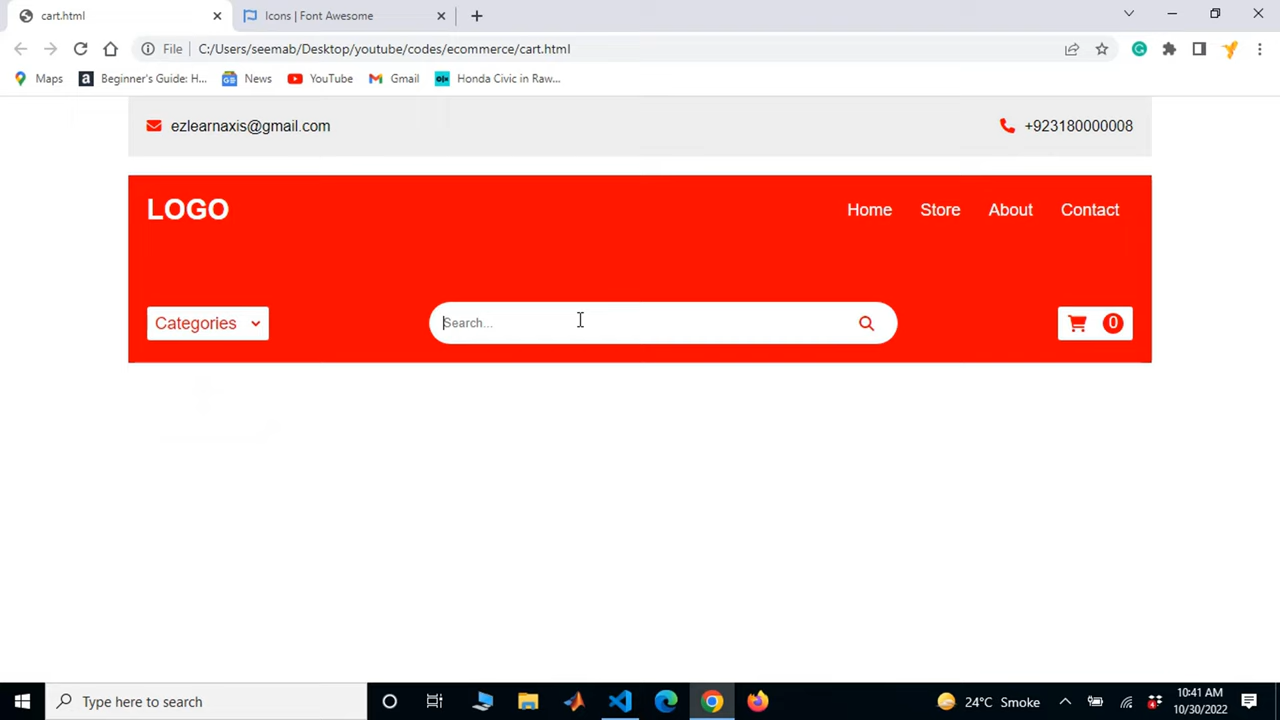 cart.html
Icons | Font Awesome
File
C:/Users/seemab/Desktop/youtube/codes/ecommerce/cart.html
Maps
Beginner's Guide: H...
News
YouTube
Gmail
Honda Civic in Raw...
ezlearnaxis@gmail.com
+923180000008
LOGO
Home
Store
About
Contact
Categories
Search...
0
Type here to search
24°C Smoke
10:41 AM
10/30/2022